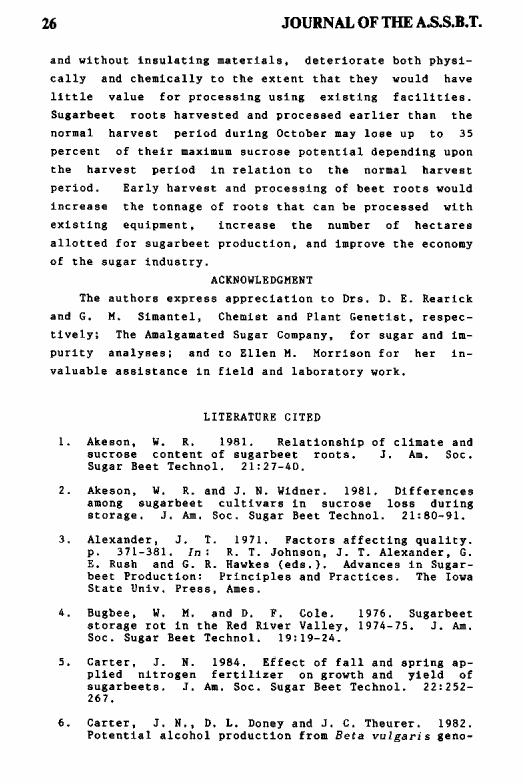 26 JOURNAL OF THE A.S.S.B.T.
and without insulating materials, deteriorate both physi-
cally and chemically to the extent that they would have
little value for processing using existing facilities.
Sugarbeet roots harvested and processed earlier than the
normal harvest period during October may lose up to 35
percent of their maximum sucrose potential depending upon
the harvest period in relation to the normal harvest
period. Early harvest and processing of beet roots would
increase the tonnage of roots that can be processed with
existing equipment, increase the number of hectares
allotted for sugarbeet production, and improve the economy
of the sugar industry.
ACKNOWLEDGMENT
The authors express appreciation to Drs. D. E. Rearick
and G. M. Simantel, Chemist and Plant Genetist, respec-
tively; The Amalgamated Sugar Company, for sugar and im-
purity analyses; and to Ellen M. Morrison for her in-
valuable assistance in field and laboratory work.
LITERATURE CITED
1. Akeson, W. R. 1981. Relationship of climate and
sucrose content of sugarbeet roots. J. Am. Soc.
Sugar Beet Technol. 21:27-40.
2. Akeson, W. R. and J. N. Widner. 1981. Differences
among sugarbeet cultivars in sucrose loss during
storage. J. Am. Soc. Sugar Beet Technol. 21:80-91.
3. Alexander, J. T. 1971. Factors affecting quality.
p. 371-381. In: R. T. Johnson, J. T. Alexander, G.
E. Rush and G. R. Hawkes (eds.). Advances in Sugar-
beet Production: Principles and Practices. The Iowa
State Univ. Press, Ames.
4. Bugbee, W. M. and D. F. Cole. 1976. Sugarbeet
storage rot in the Red River Valley, 1974-75. J. Am.
Soc. Sugar Beet Technol. 19:19-24.
5. Carter, J. N. 1984. Effect of fall and spring ap-
plied nitrogen fertilizer on growth and yield of
sugarbeets. J. Am. Soc. Sugar Beet Technol. 22:252-
267.
6. Carter, J. N., D. L. Doney and J. C. Theurer. 1982.
Potential alcohol production from Beta vulgaris geno-